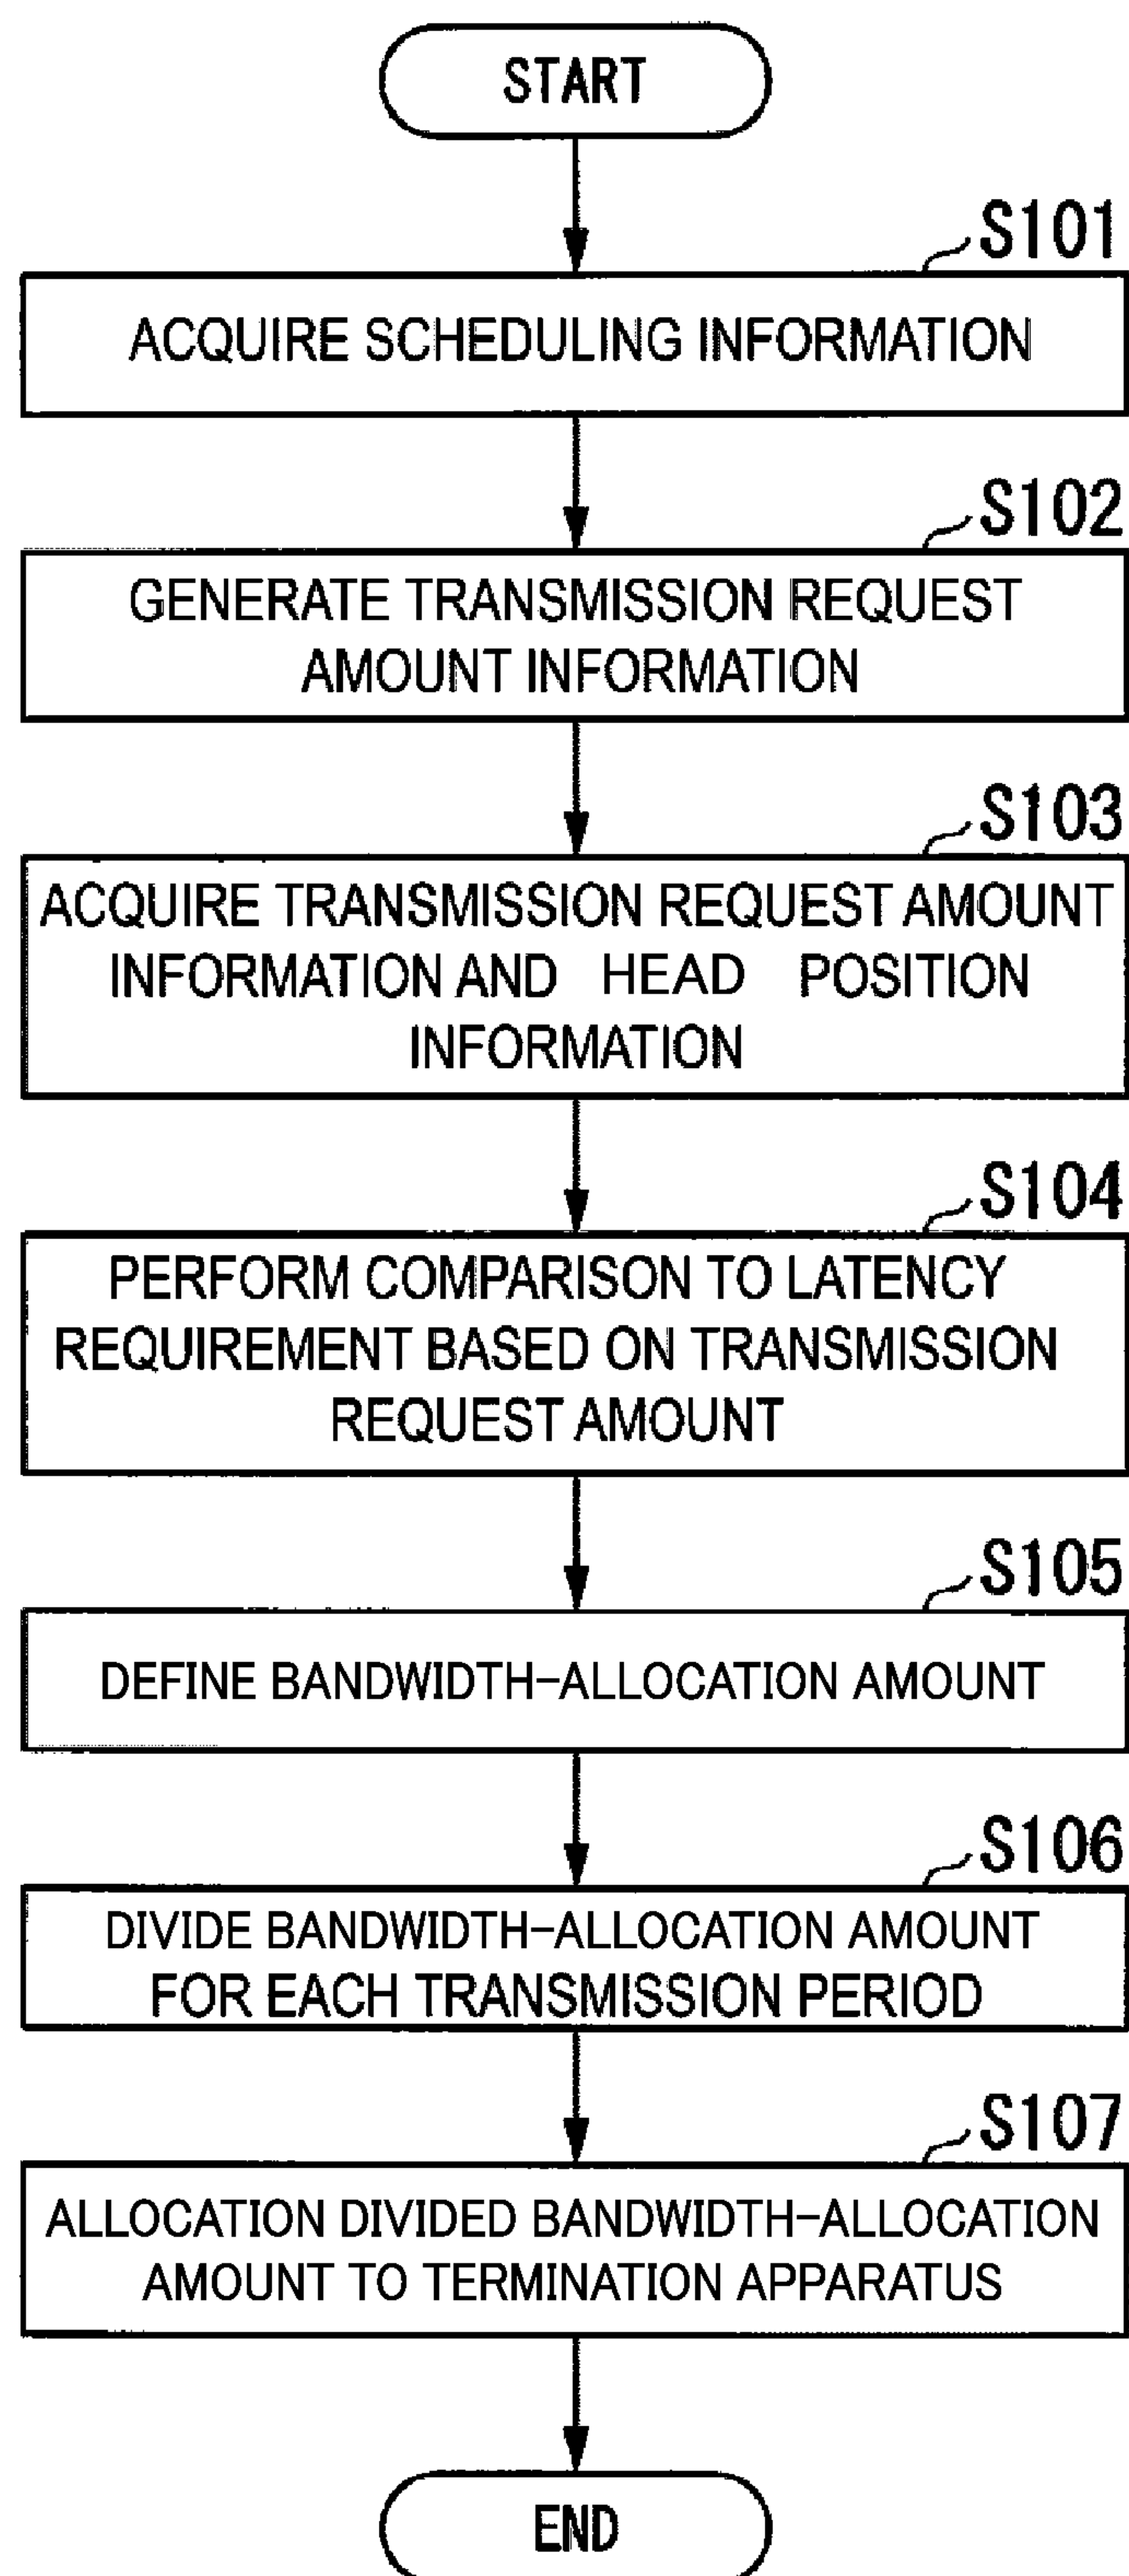 START
S101
ACQUIRE SCHEDULING INFORMATION
S102
GENERATE TRANSMISSION REQUEST
AMOUNT INFORMATION
S103
ACQUIRE TRANSMISSION REQUEST AMOUNT
INFORMATION AND HEAD POSITION
INFORMATION
S104
PERFORM COMPARISON TO LATENCY
REQUIREMENT BASED ON TRANSMISSION
REQUEST AMOUNT
S105
DEFINE BANDWIDTH-ALLOCATION AMOUNT
S106
DIVIDE BANDWIDTH-ALLOCATION AMOUNT
FOR EACH TRANSMISSION PERIOD
S107
ALLOCATION DIVIDED BANDWIDTH-ALLOCATION
AMOUNT TO TERMINATION APPARATUS
END